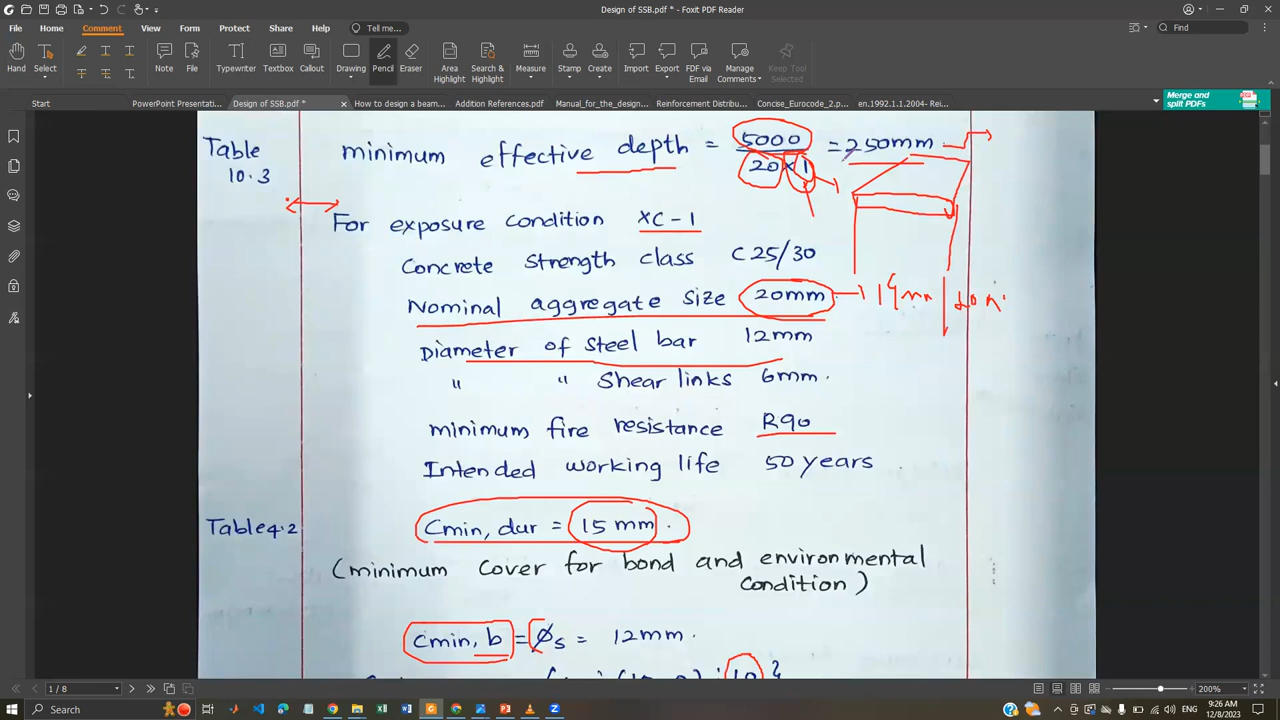 Design of SSB.pdf * - Foxit PDF Reader
File Home Comment View Form Protect Share Help Tell me... Find
Hand Select Note File Typewriter Textbox Callout Drawing Pencil Eraser Area Highlight Search & Highlight Measure Stamp Create Import Export FDF via Email Manage Comments Keep Tool Selected
Start PowerPoint Presentati... Design of SSB.pdf * How to design a beam... Addition References.pdf Manual_for_the_design... Reinforcement Distribu... Concise_Eurocode_2.p... en.1992.1.1.2004- Rei... Merge and split PDFs
Table 10.3
minimum effective depth = 5000 / 20 x 1 = 250mm
For exposure condition XC-1
Concrete strength class C 25/30
Nominal aggregate size 20mm
Diameter of steel bar 12mm
" " Shear links 6mm.
minimum fire resistance R90
Intended working life 50 years
Table 4.2
Cmin, dur = 15 mm.
(minimum cover for bond and environmental
condition)
Cmin, b = ϕs = 12mm.
1 / 8
200%
Search
9:26 AM
12/8/2023